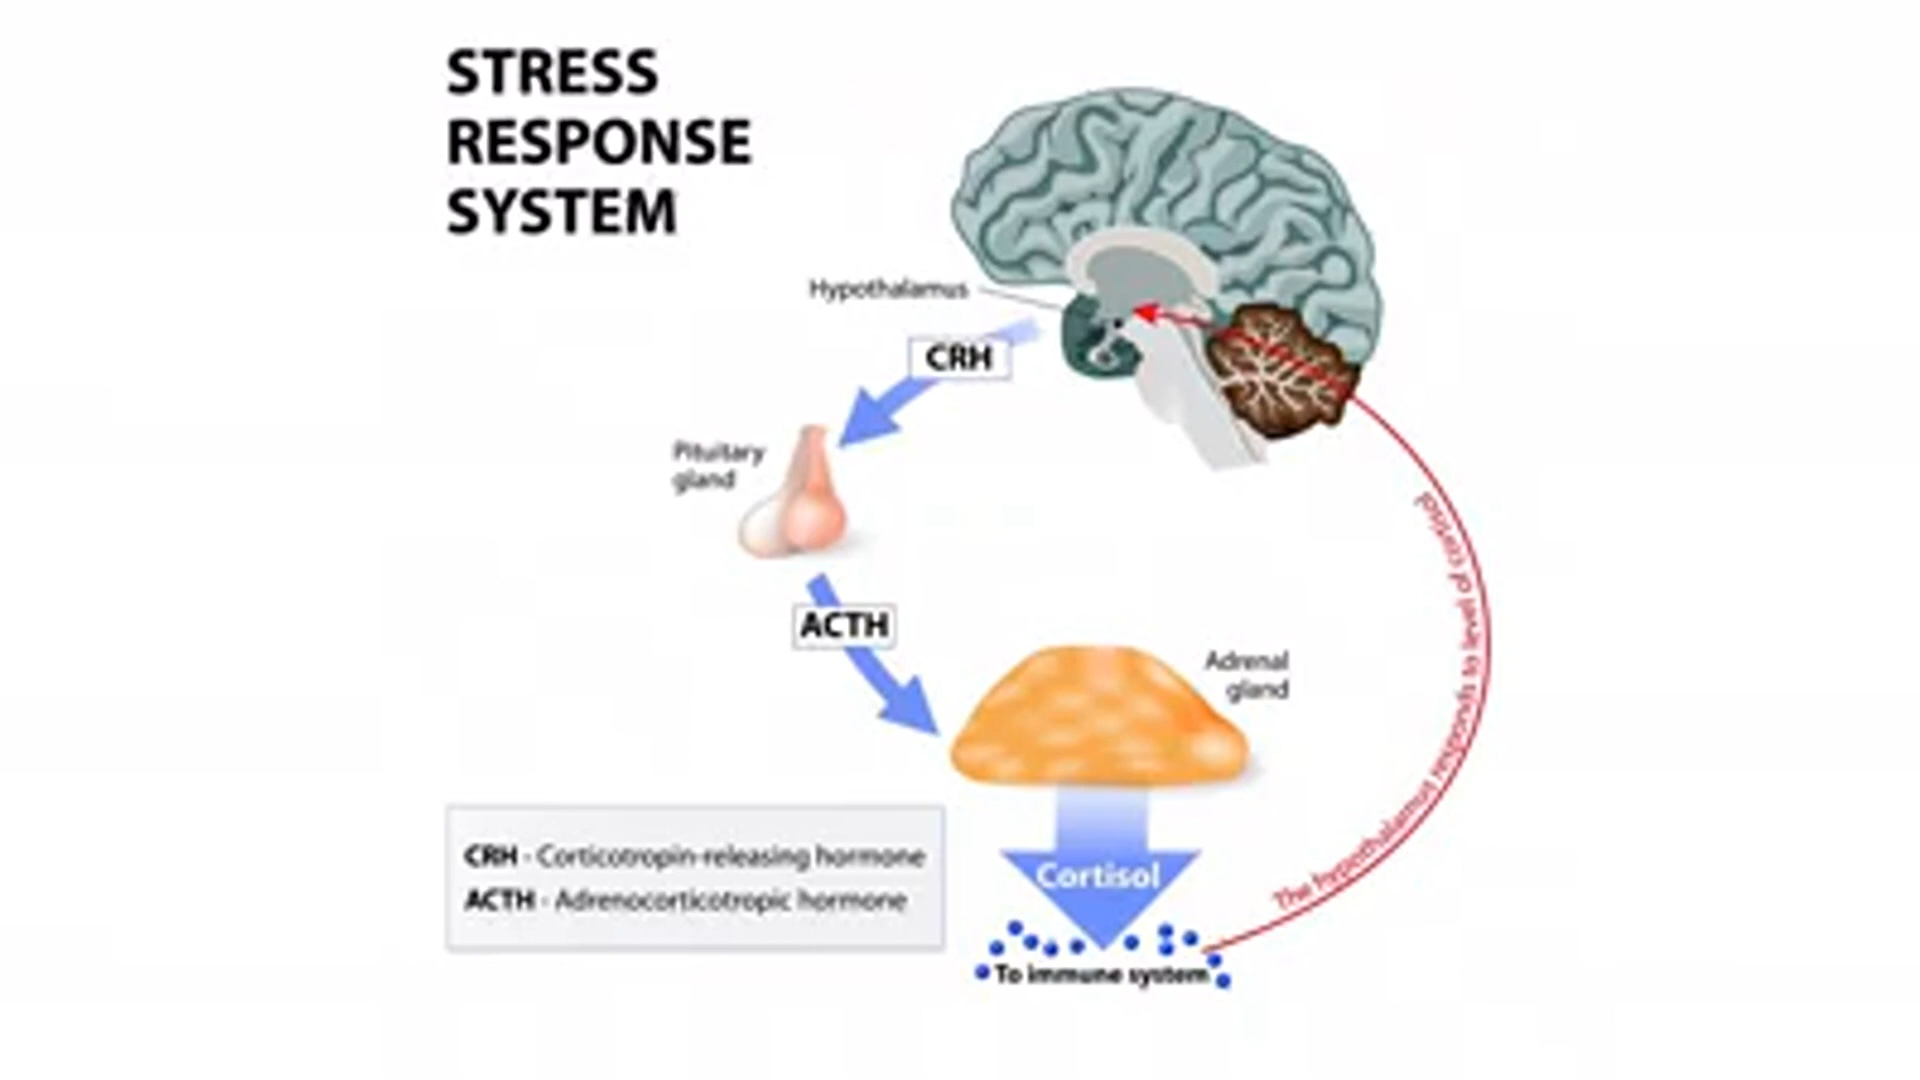 STRESS
RESPONSE
SYSTEM
Hypothalamus
CRH
Pituitary
gland
ACTH
Adrenal
gland
Cortisol
To immune system
The hypothalamus responds to level of cortisol
CRH - Corticotropin-releasing hormone
ACTH - Adrenocorticotropic hormone